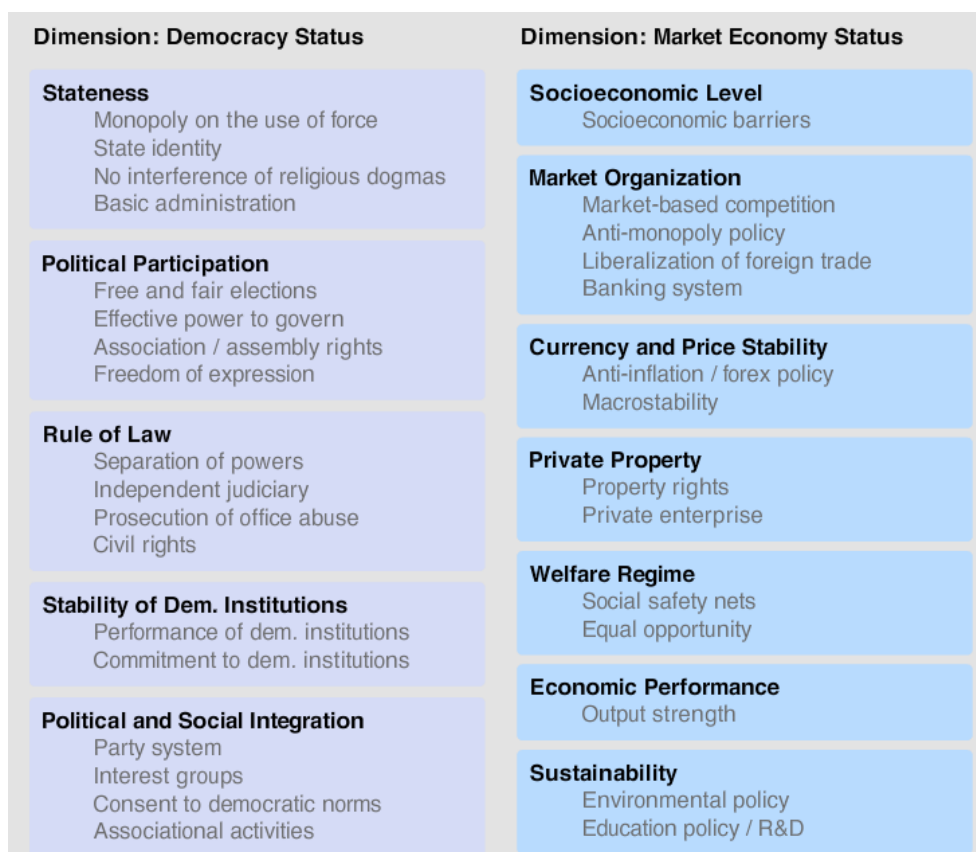 Dimension: Democracy Status
Stateness
Monopoly on the use of force
State identity
No interference of religious dogmas
Basic administration
Political Participation
Free and fair elections
Effective power to govern
Association / assembly rights
Freedom of expression
Rule of Law
Separation of powers
Independent judiciary
Prosecution of office abuse
Civil rights
Stability of Dem. Institutions
Performance of dem. institutions
Commitment to dem. institutions
Political and Social Integration
Party system
Interest groups
Consent to democratic norms
Associational activities
Dimension: Market Economy Status
Socioeconomic Level
Socioeconomic barriers
Market Organization
Market-based competition
Anti-monopoly policy
Liberalization of foreign trade
Banking system
Currency and Price Stability
Anti-inflation / forex policy
Macrostability
Private Property
Property rights
Private enterprise
Welfare Regime
Social safety nets
Equal opportunity
Economic Performance
Output strength
Sustainability
Environmental policy
Education policy / R&D